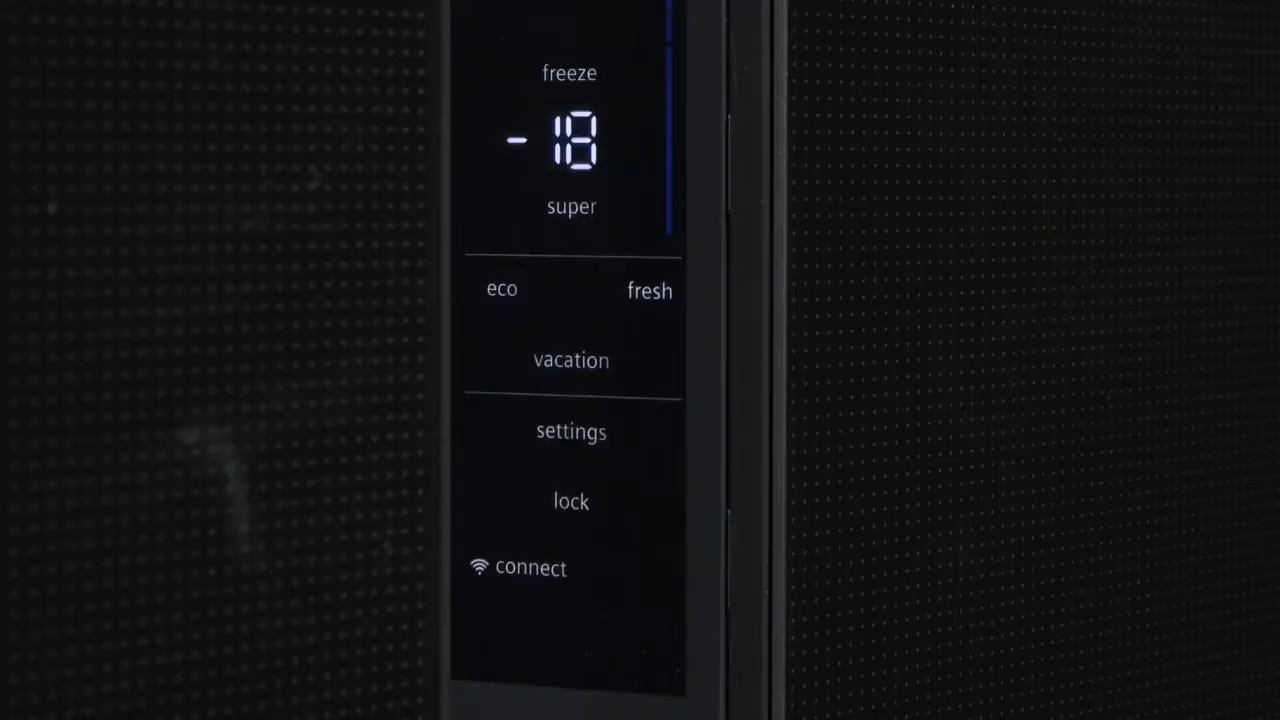 freeze
- 18
super
eco fresh
vacation
settings
lock
connect